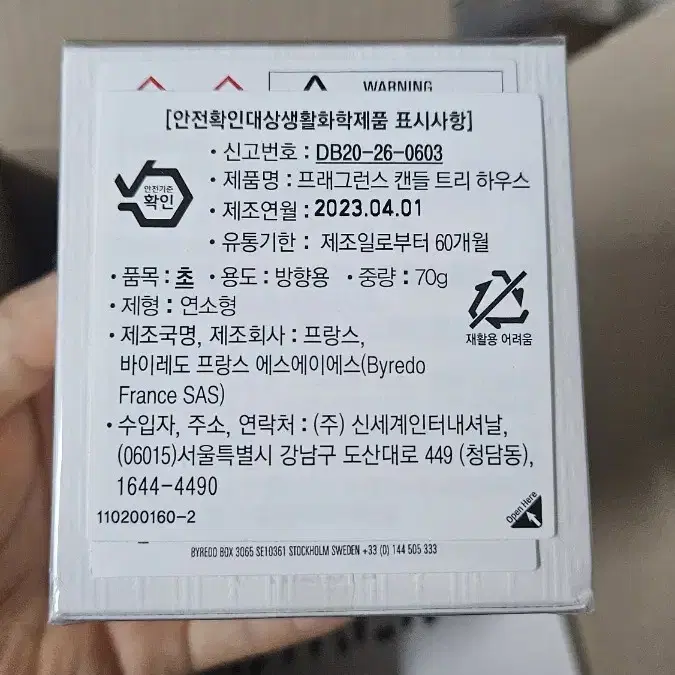 WARNING
[안전확인대상생활화학제품 표시사항]
안전기준
확인
• 신고번호 : DB20-26-0603
• 제품명 : 프래그런스 캔들 트리 하우스
• 제조연월 : 2023.04.01
• 유통기한 : 제조일로부터 60개월
• 품목 : 초 • 용도 : 방향용 • 중량 : 70g
• 제형 : 연소형
재활용 어려움
• 제조국명, 제조회사 : 프랑스,
바이레도 프랑스 에스에이에스(Byredo
France SAS)
• 수입자, 주소, 연락처 : (주) 신세계인터내셔날,
(06015)서울특별시 강남구 도산대로 449 (청담동),
1644-4490
Open Here
110200160-2
BYREDO BOX 3065 SE10361 STOCKHOLM SWEDEN +33 (0) 144 505 333